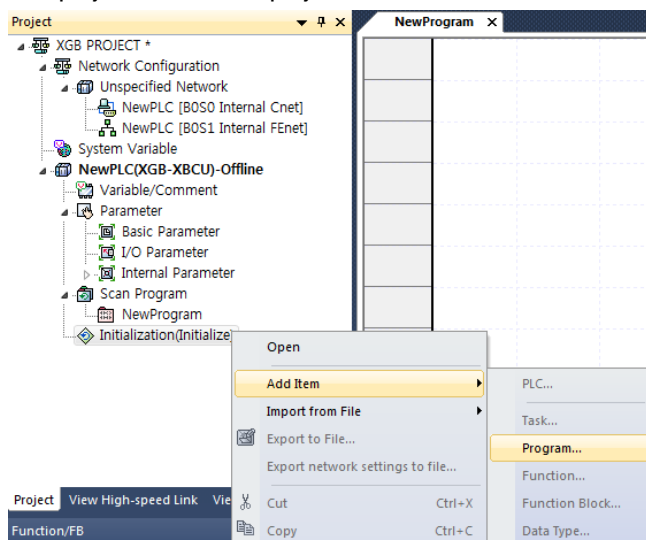 Project
NewProgram
XGB PROJECT *
Network Configuration
Unspecified Network
NewPLC [B0S0 Internal Cnet]
NewPLC [B0S1 Internal FEnet]
System Variable
NewPLC(XGB-XBCU)-Offline
Variable/Comment
Parameter
Basic Parameter
I/O Parameter
Internal Parameter
Scan Program
NewProgram
Initialization(Initialize)
Open
Add Item
Import from File
Export to File...
Export network settings to file...
Cut Ctrl+X
Copy Ctrl+C
PLC...
Task...
Program...
Function...
Function Block...
Data Type...
Project View High-speed Link Vie
Function/FB